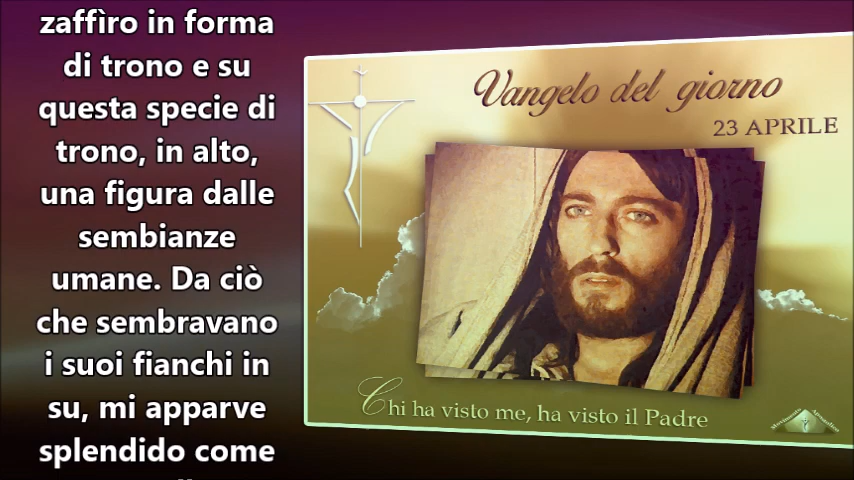 zaffìro in forma
di trono e su
questa specie di
trono, in alto,
una figura dalle
sembianze
umane. Da ciò
che sembravano
i suoi fianchi in
su, mi apparve
splendido come
Vangelo del giorno
23 APRILE
Chi ha visto me, ha visto il Padre